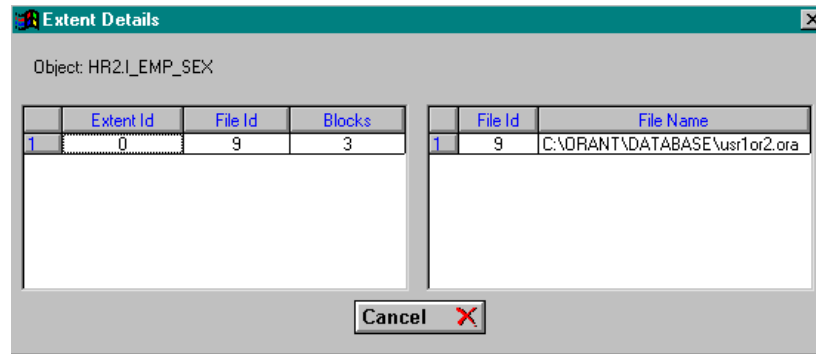 Extent Details
Object: HR2.I_EMP_SEX
Extent Id File Id Blocks
1 0 9 3
File Id File Name
1 9 C:\ORANT\DATABASE\usr1or2.ora
Cancel